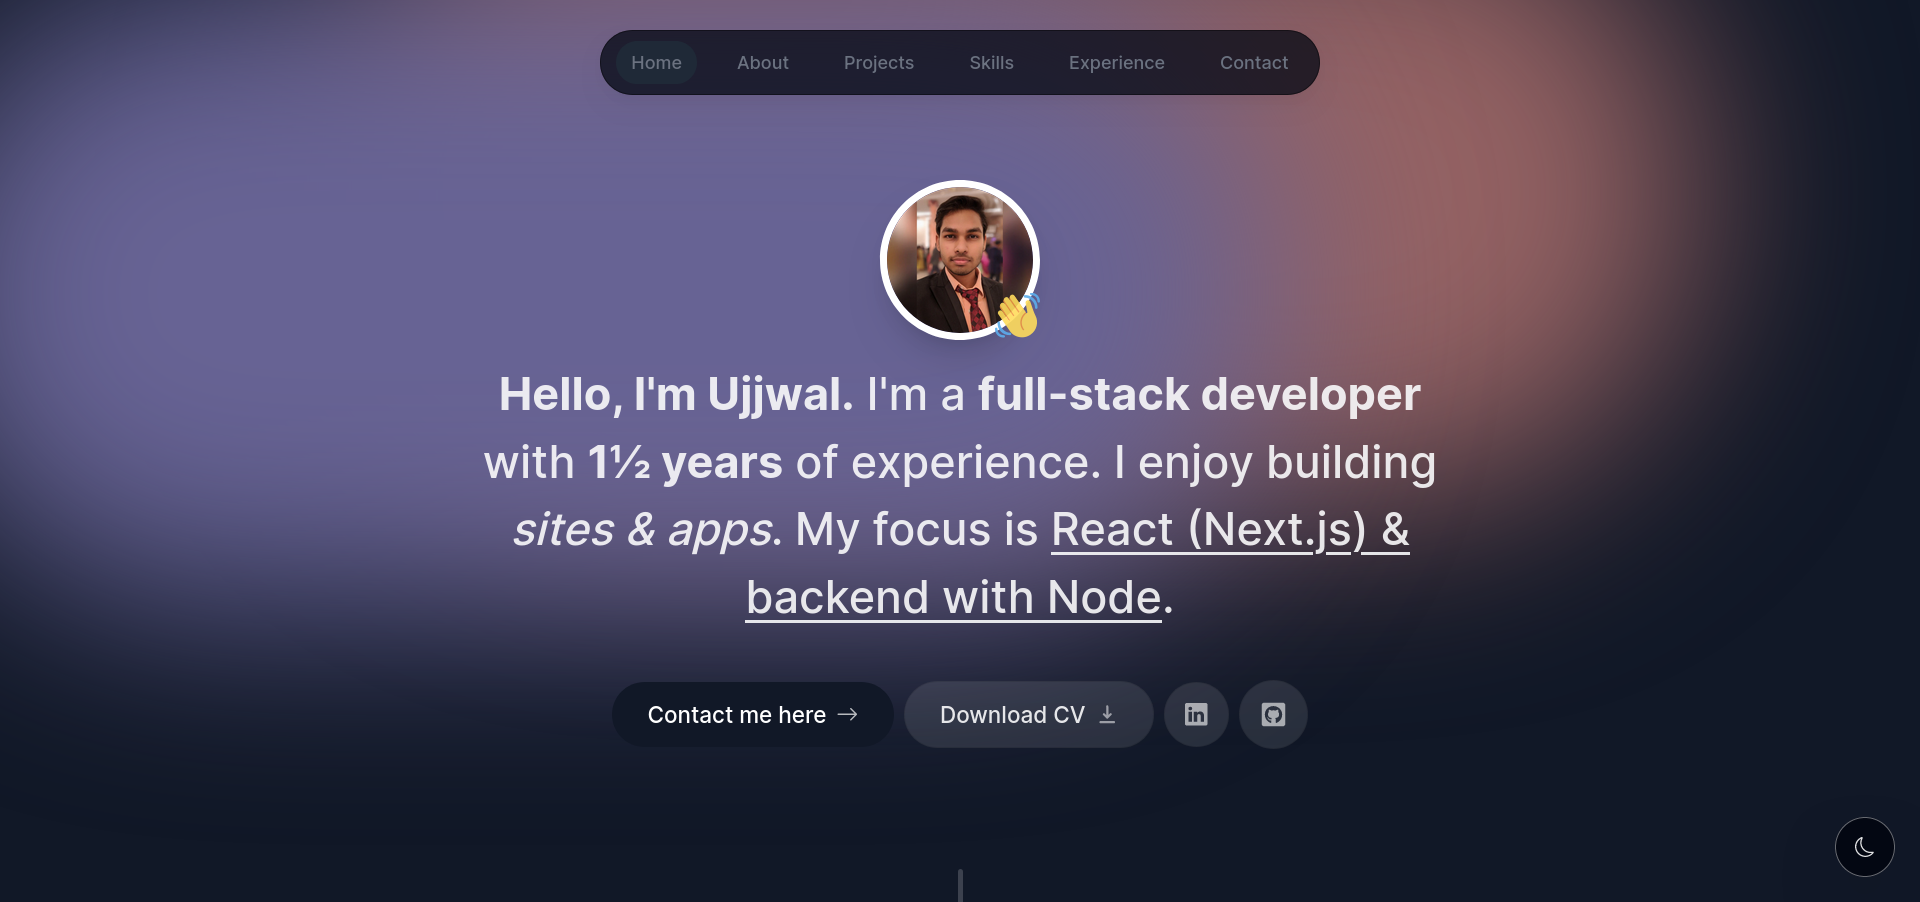 Home About Projects Skills Experience Contact
Hello, I'm Ujjwal. I'm a full-stack developer
with 1½ years of experience. I enjoy building
sites & apps. My focus is React (Next.js) &
backend with Node.
Contact me here → Download CV in